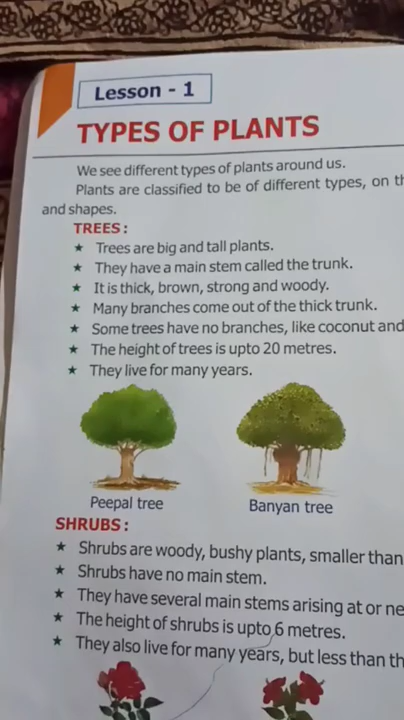 Lesson - 1
TYPES OF PLANTS
We see different types of plants around us.
Plants are classified to be of different types, on
and shapes.
TREES :
★ Trees are big and tall plants.
★ They have a main stem called the trunk.
★ It is thick, brown, strong and woody.
★ Many branches come out of the thick trunk.
★ Some trees have no branches, like coconut and
★ The height of trees is upto 20 metres.
★ They live for many years.
Peepal tree
Banyan tree
SHRUBS :
★ Shrubs are woody, bushy plants, smaller than
★ Shrubs have no main stem.
★ They have several main stems arising at or
★ The height of shrubs is upto 6 metres.
★ They also live for many years, but less than